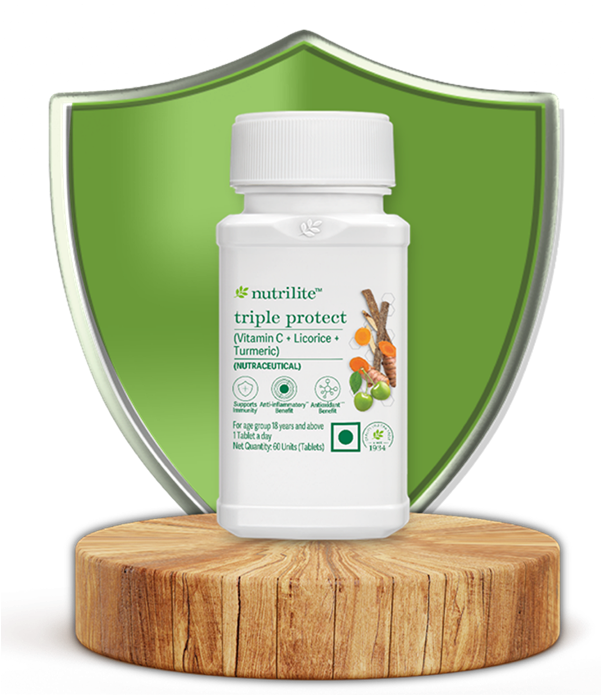 nutrilite™
triple protect
(Vitamin C + Licorice +
Turmeric)
(NUTRACEUTICAL)
Supports
Immunity
Anti-inflammatory
Benefit
Antioxidant
Benefit
For age group 18 years and above
1 Tablet a day
Net Quantity: 60 Units (Tablets)
1934